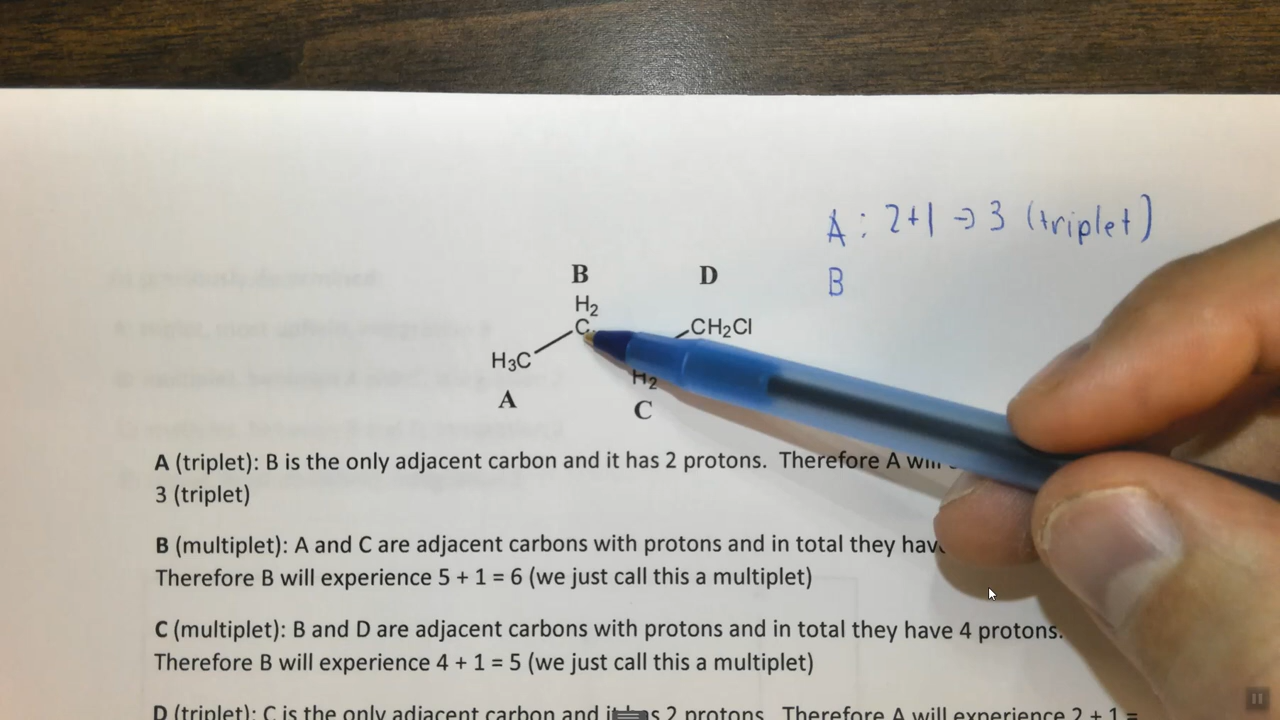 A : 2+1 → 3 (triplet)
B
B D
H₂
C CH₂Cl
H₃C
H₂
A C
A (triplet): B is the only adjacent carbon and it has 2 protons. Therefore A will
3 (triplet)
B (multiplet): A and C are adjacent carbons with protons and in total they have
Therefore B will experience 5 + 1 = 6 (we just call this a multiplet)
C (multiplet): B and D are adjacent carbons with protons and in total they have 4 protons.
Therefore B will experience 4 + 1 = 5 (we just call this a multiplet)
D (triplet): C is the only adjacent carbon and it has 2 protons. Therefore A will experience 2 + 1 =